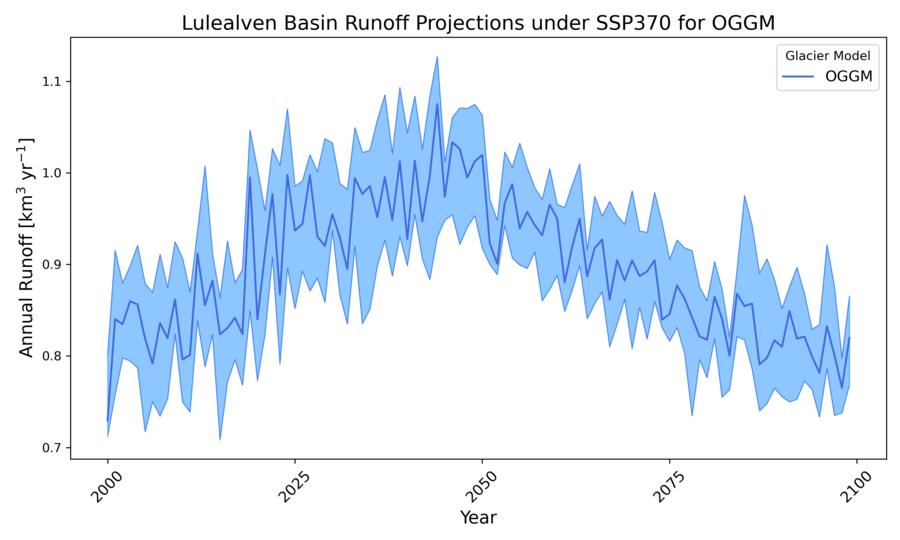 Lulealven Basin Runoff Projections under SSP370 for OGGM
Glacier Model
OGGM
Annual Runoff [km³ yr⁻¹]
1.1
1.0
0.9
0.8
0.7
2000
2025
2050
2075
2100
Year